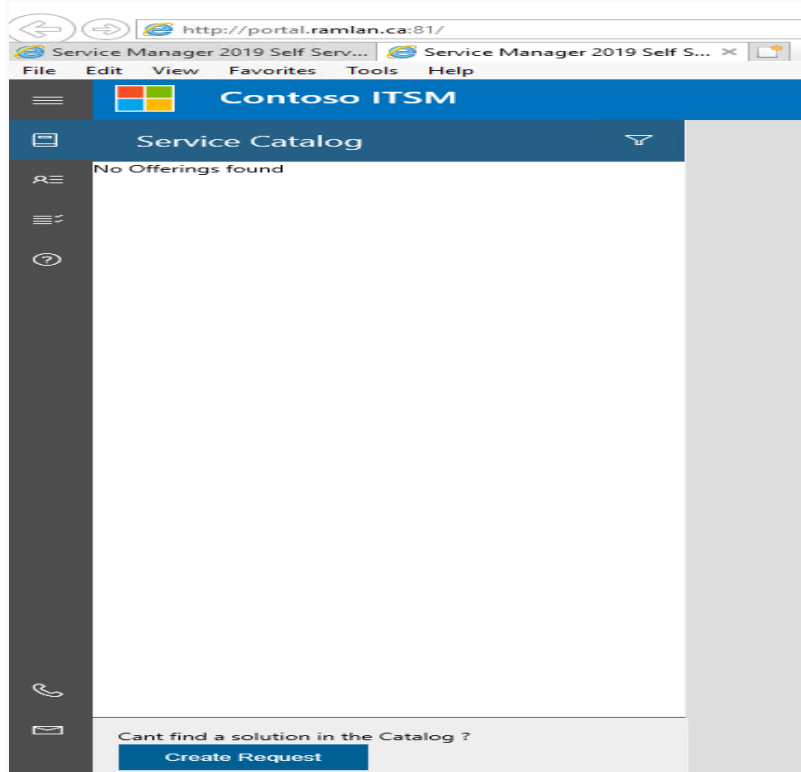 http://portal.ramlan.ca:81/
Service Manager 2019 Self Serv... Service Manager 2019 Self S...
File Edit View Favorites Tools Help
Contoso ITSM
Service Catalog
No Offerings found
Cant find a solution in the Catalog ?
Create Request